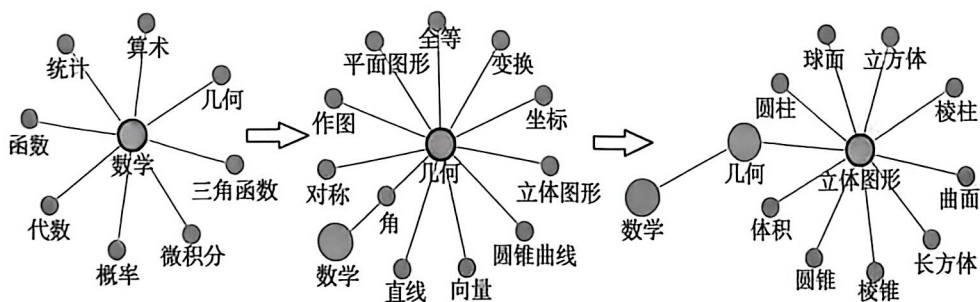 算术
统计
几何
函数
数学
三角函数
代数
微积分
概率
全等
平面图形
变换
作图
坐标
几何
对称
立体图形
角
数学
圆锥曲线
直线
向量
球面
立方体
圆柱
棱柱
几何
立体图形
曲面
数学
体积
长方体
圆锥
棱锥